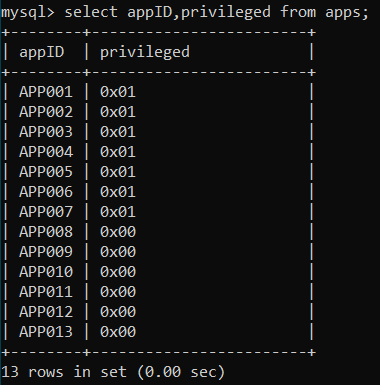 mysql> select appID,privileged from apps;
+--------+------------------------+
| appID  | privileged             |
+--------+------------------------+
| APP001 | 0x01                   |
| APP002 | 0x01                   |
| APP003 | 0x01                   |
| APP004 | 0x01                   |
| APP005 | 0x01                   |
| APP006 | 0x01                   |
| APP007 | 0x01                   |
| APP008 | 0x00                   |
| APP009 | 0x00                   |
| APP010 | 0x00                   |
| APP011 | 0x00                   |
| APP012 | 0x00                   |
| APP013 | 0x00                   |
+--------+------------------------+
13 rows in set (0.00 sec)